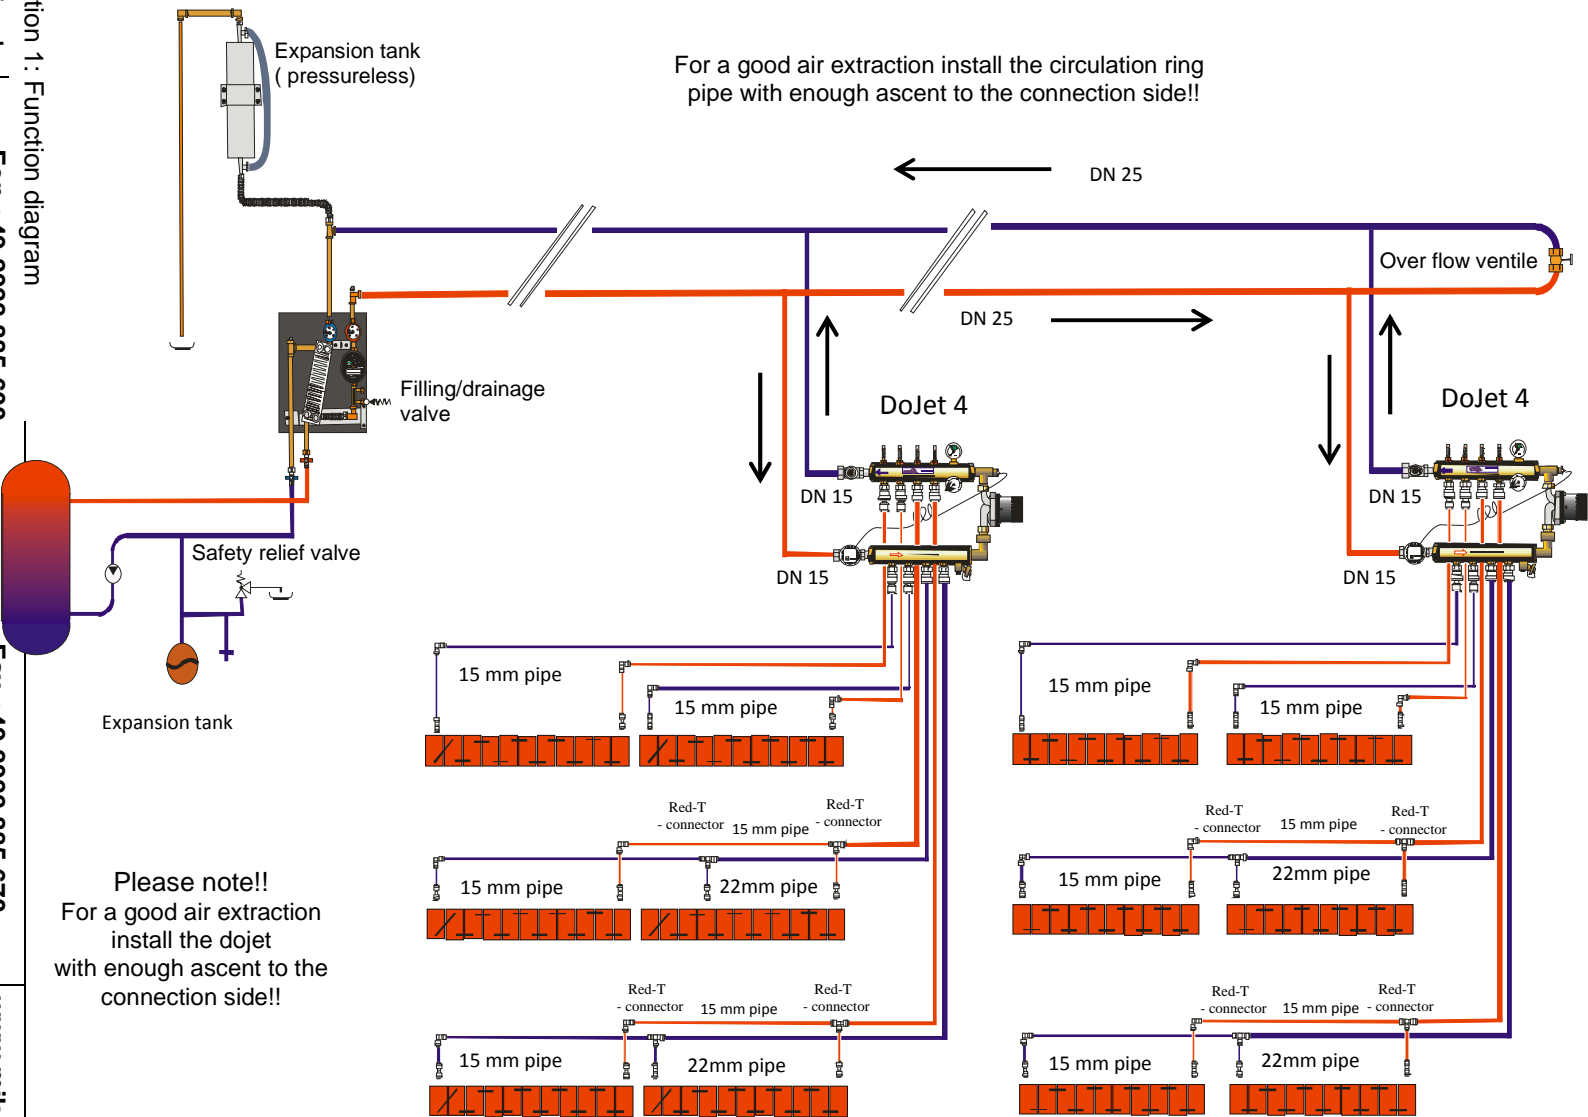 tion 1: Function diagram
Expansion tank
( pressureless)
For a good air extraction install the circulation ring
pipe with enough ascent to the connection side!!
DN 25
Over flow ventile
DN 25
Filling/drainage
valve
DoJet 4
DoJet 4
DN 15
DN 15
Safety relief valve
DN 15
DN 15
15 mm pipe
15 mm pipe
15 mm pipe
15 mm pipe
Expansion tank
Red-T
- connector
15 mm pipe
Red-T
- connector
Red-T
- connector
15 mm pipe
Red-T
- connector
15 mm pipe
22mm pipe
15 mm pipe
22mm pipe
Please note!!
For a good air extraction
install the dojet
with enough ascent to the
connection side!!
Red-T
- connector
15 mm pipe
Red-T
- connector
Red-T
- connector
15 mm pipe
Red-T
- connector
15 mm pipe
22mm pipe
15 mm pipe
22mm pipe